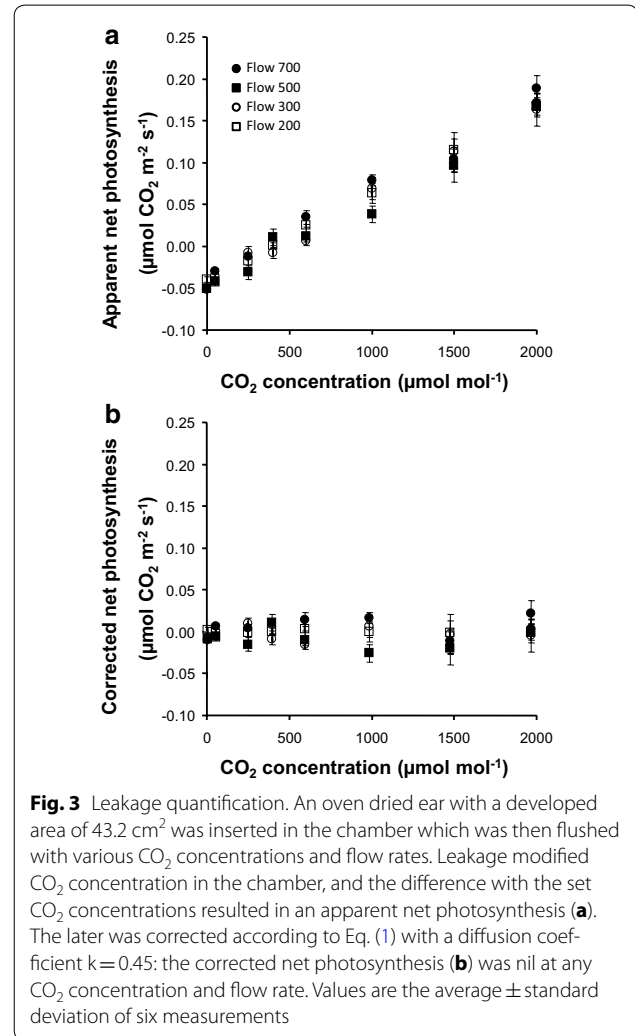 a
0.25
0.20
0.15
0.10
0.05
0.00
-0.05
-0.10
Apparent net photosynthesis
(µmol CO₂ m⁻² s⁻¹)
Flow 700
Flow 500
Flow 300
Flow 200
0 500 1000 1500 2000
CO₂ concentration (µmol mol⁻¹)
b
0.25
0.20
0.15
0.10
0.05
0.00
-0.05
-0.10
Corrected net photosynthesis
(µmol CO₂ m⁻² s⁻¹)
0 500 1000 1500 2000
CO₂ concentration (µmol mol⁻¹)
Fig. 3 Leakage quantification. An oven dried ear with a developed
area of 43.2 cm² was inserted in the chamber which was then flushed
with various CO₂ concentrations and flow rates. Leakage modified
CO₂ concentration in the chamber, and the difference with the set
CO₂ concentrations resulted in an apparent net photosynthesis (a).
The later was corrected according to Eq. (1) with a diffusion coef-
ficient k = 0.45: the corrected net photosynthesis (b) was nil at any
CO₂ concentration and flow rate. Values are the average ± standard
deviation of six measurements